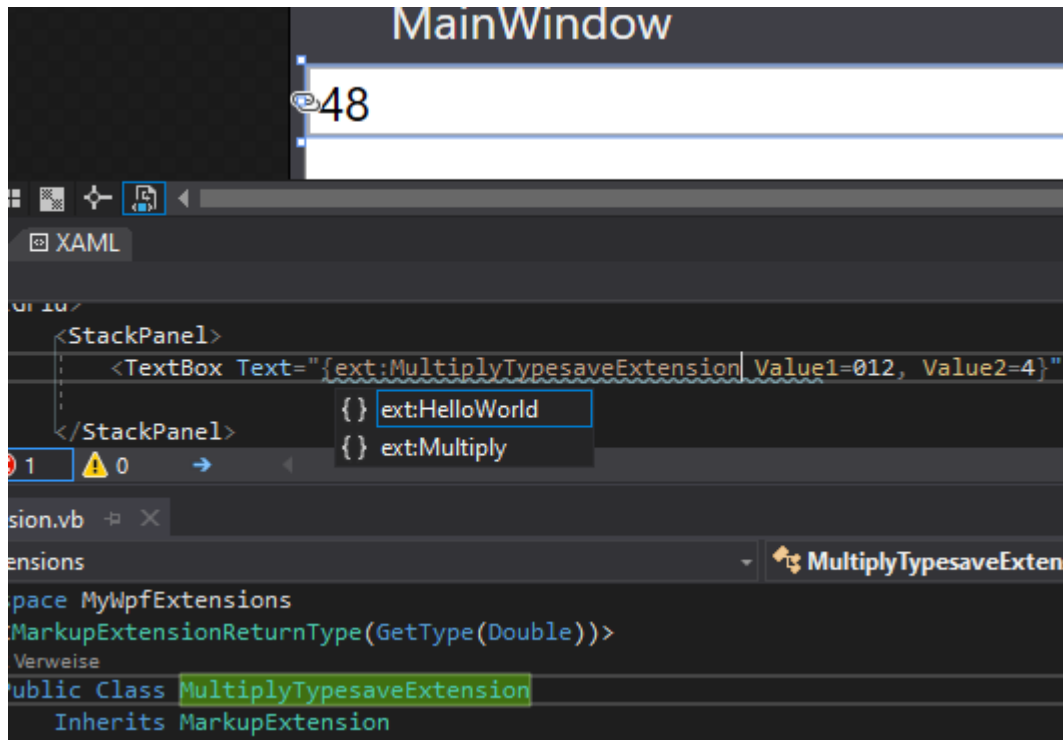 MainWindow
48
XAML
<StackPanel>
<TextBox Text="{ext:MultiplyTypesaveExtension Value1=012, Value2=4}"
{} ext:HelloWorld
</StackPanel>
{} ext:Multiply
1 0
sion.vb
ensions
MultiplyTypesaveExten
space MyWpfExtensions
<MarkupExtensionReturnType(GetType(Double))>
Verweise
Public Class MultiplyTypesaveExtension
Inherits MarkupExtension